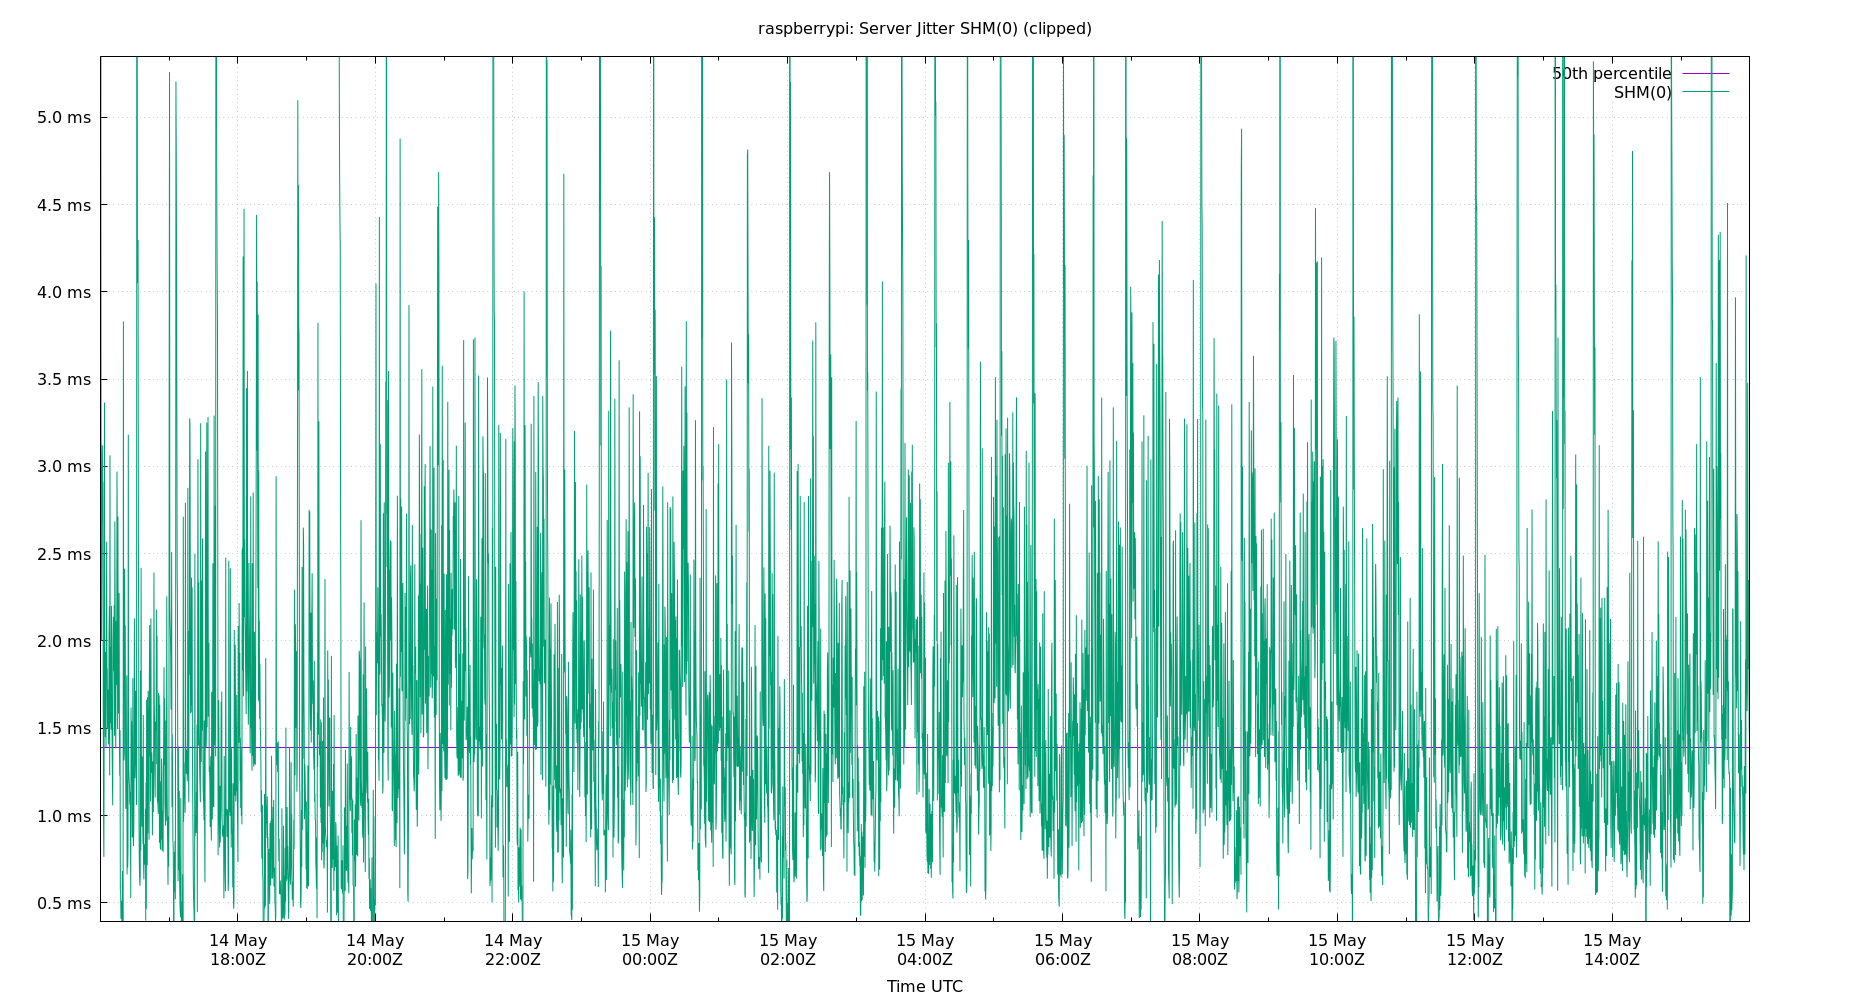 raspberrypi: Server Jitter SHM(0) (clipped)
50th percentile
SHM(0)
5.0 ms
4.5 ms
4.0 ms
3.5 ms
3.0 ms
2.5 ms
2.0 ms
1.5 ms
1.0 ms
0.5 ms
14 May 14 May 14 May 15 May 15 May 15 May 15 May 15 May 15 May 15 May 15 May
18:00Z 20:00Z 22:00Z 00:00Z 02:00Z 04:00Z 06:00Z 08:00Z 10:00Z 12:00Z 14:00Z
Time UTC